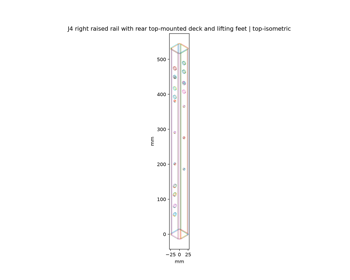 J4 right raised rail with rear top-mounted deck and lifting feet | top-isometric
500
400
300
200
100
0
mm
−25 0 25
mm